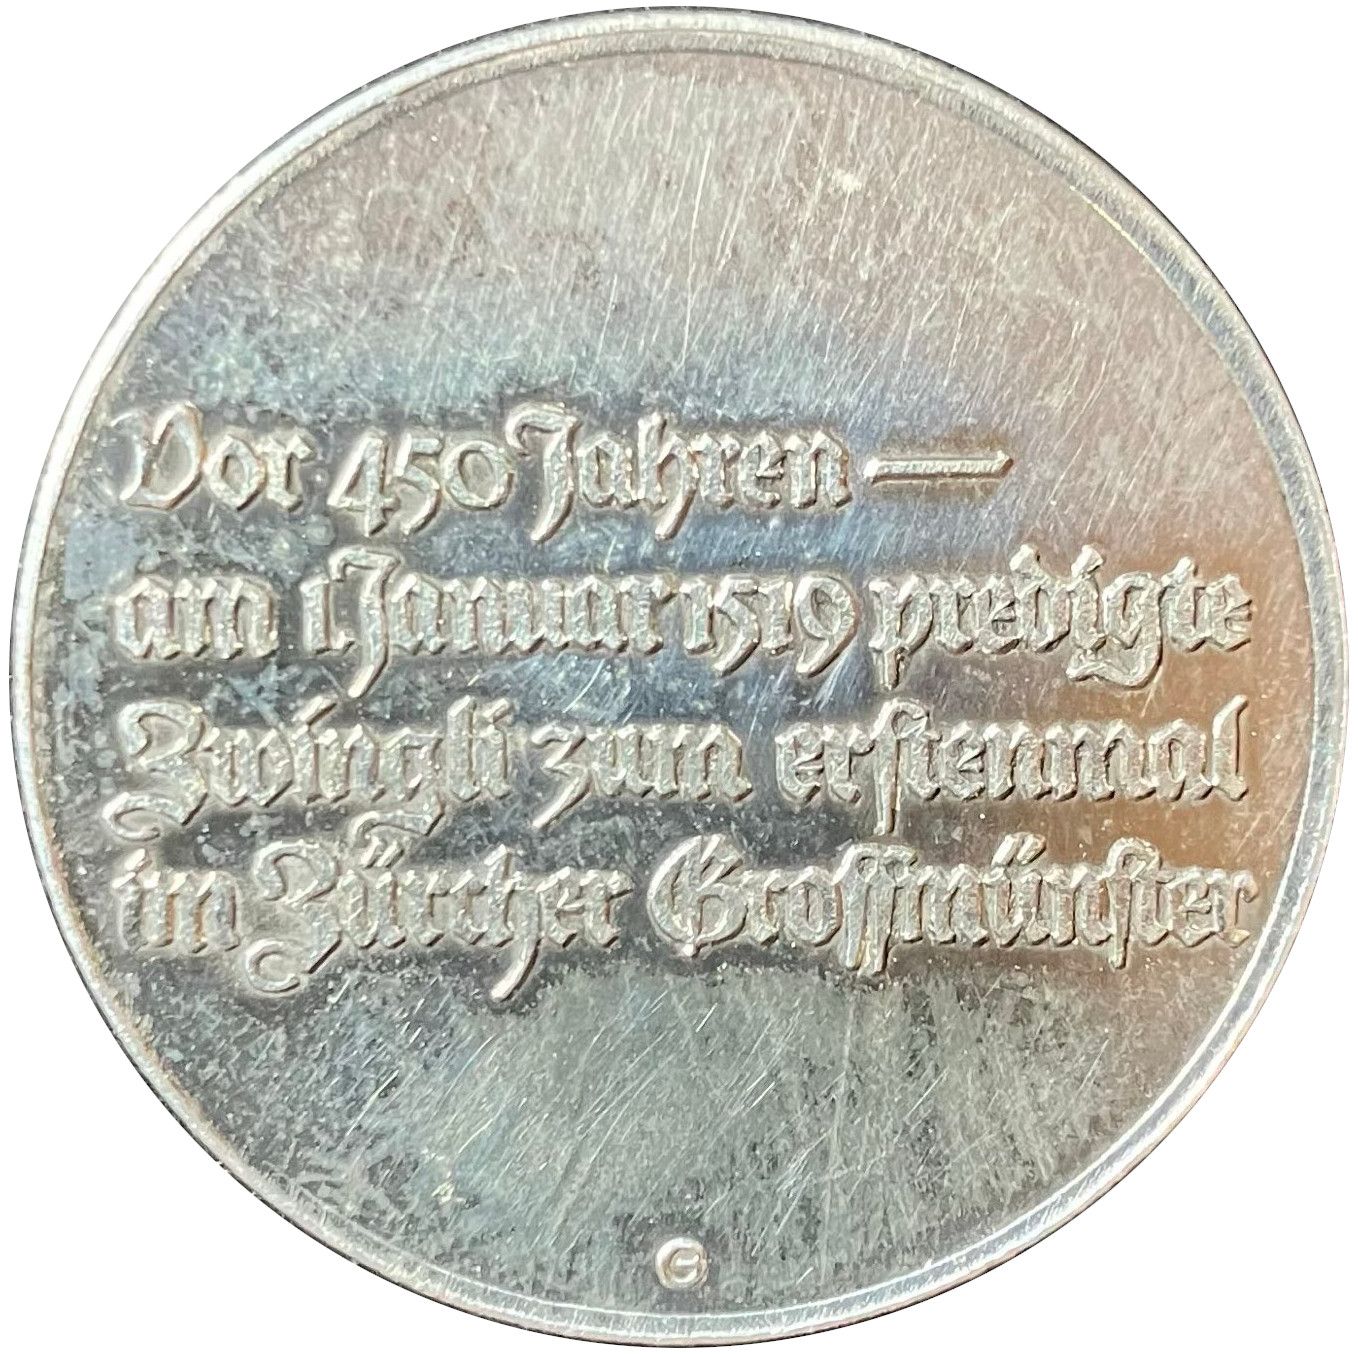 Vor 450 Jahren —
am 1. Januar 1519 predigte
Zwingli zum erstenmal
im Zürcher Grossmünster
G